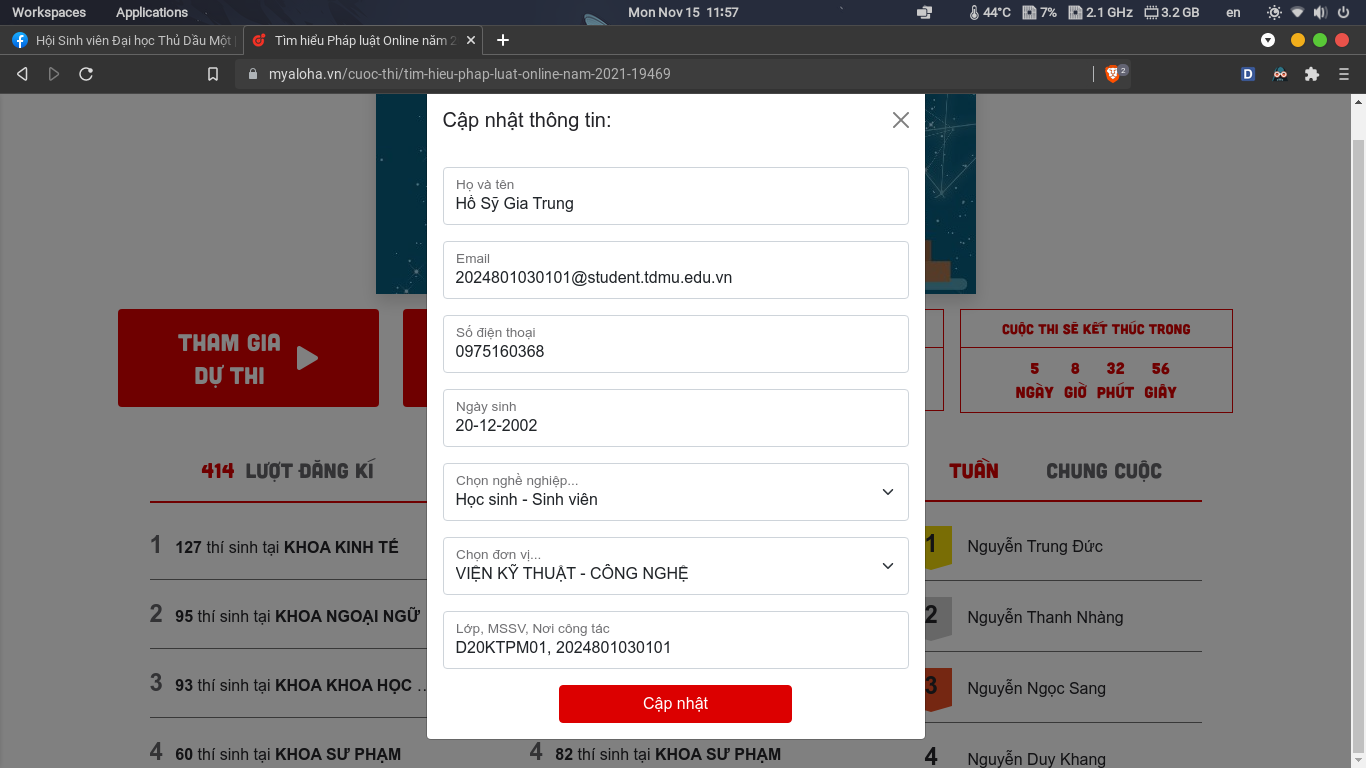 Workspaces Applications Mon Nov 15 11:57 44°C 7% 2.1 GHz 3.2 GB en
Hội Sinh viên Đại học Thủ Dầu Một
Tìm hiểu Pháp luật Online năm 2
myaloha.vn/cuoc-thi/tim-hieu-phap-luat-online-nam-2021-19469
2
D
Cập nhật thông tin:
Họ và tên
Hồ Sỹ Gia Trung
Email
2024801030101@student.tdmu.edu.vn
Số điện thoại
0975160368
Ngày sinh
20-12-2002
Chọn nghề nghiệp...
Học sinh - Sinh viên
Chọn đơn vị...
VIỆN KỸ THUẬT - CÔNG NGHỆ
Lớp, MSSV, Nơi công tác
D20KTPM01, 2024801030101
Cập nhật
THAM GIA
DỰ THI
CUỘC THI SẼ KẾT THÚC TRONG
5 8 32 56
NGÀY GIỜ PHÚT GIÂY
414 LƯỢT ĐĂNG KÍ
1 127 thí sinh tại KHOA KINH TẾ
2 95 thí sinh tại KHOA NGOẠI NGỮ
3 93 thí sinh tại KHOA KHOA HỌC ...
4 60 thí sinh tại KHOA SƯ PHẠM
4 82 thí sinh tại KHOA SƯ PHẠM
TUẦN CHUNG CUỘC
1 Nguyễn Trung Đức
2 Nguyễn Thanh Nhàng
3 Nguyễn Ngọc Sang
4 Nguyễn Duy Khang